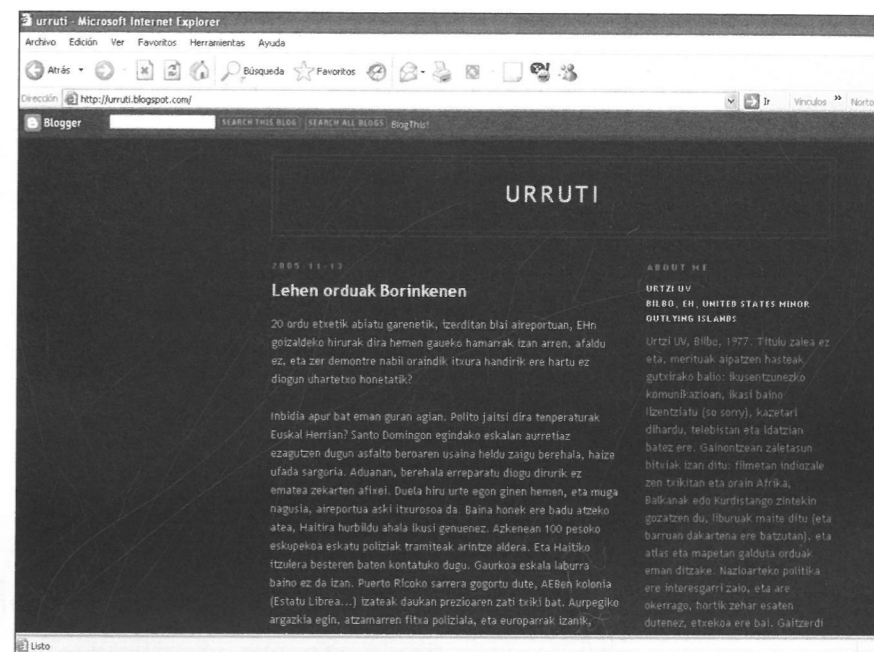 urruti - Microsoft Internet Explorer
Archivo Edición Ver Favoritos Herramientas Ayuda
Atrás Búsqueda Favoritos
Dirección http://urruti.blogspot.com/ Ir Vínculos » Norto
Blogger SEARCH THIS BLOG SEARCH ALL BLOGS BlogThis!
URRUTI
2005-11-13
Lehen orduak Borinkenen
20 ordu etxetik abiatu garenetik, izerditan blai aireportuan, EHn
goizaldeko hirurak dira hemen gaueko hamarrak izan arren, afaldu
ez, eta zer demontre nabil oraindik itxura handirik ere hartu ez
diogun uhartetxo honetatik?
Inbidia apur bat eman guran agian. Polito jaitsi dira tenperaturak
Euskal Herrian? Santo Domingon egindako eskalan aurretiaz
ezagutzen dugun asfalto beroaren usaina heldu zaigu berehala, haize
ufada sargoria. Aduanan, berehala erreparatu diogu dirurik ez
ematea zekarten afixei. Duela hiru urte egon ginen hemen, eta muga
nagusia, aireportua aski itxurosoa da. Baina honek ere badu atzeko
atea, Haitira hurbildu ahala ikusi genuenez. Azkenean 100 pesoko
eskupekoa eskatu poliziak tramiteak arintze aldera. Eta Haitiko
itzulera besteren baten kontatuko dugu. Gaurkoa eskala laburra
baino ez da izan. Puerto Ricoko sarrera gogortu dute, AEBen kolonia
(Estatu Librea...) izateak daukan prezioaren zati txiki bat. Aurpegiko
argazkia egin, atzamarren fitxa poliziala, eta europarrak izanik,
ABOUT ME
URTZI UV
BILBO, EH, UNITED STATES MINOR
OUTLYING ISLANDS
Urtzi UV, Bilbo, 1977. Titulu zalea ez
eta, merituak aipatzen hasteak
gutxirako balio: ikusentzunezko
komunikazioan, ikasi baino
lizentziatu (so sorry), kazetari
dihardu, telebistan eta idatzian
batez ere. Gainontzean zaletasun
bitxiak izan ditu: filmetan indiozale
zen txikitan eta orain Afrika,
Balkanak edo Kurdistango zintekin
gozatzen du, liburuak maite ditu (eta
barruan dakartena ere batzutan), eta
atlas eta mapetan galduta orduak
eman ditzake. Nazioarteko politika
ere interesgarri zaio, eta are
okerrago, hortik zehar esaten
dutenez, etxekoa ere bai. Gaitzerdi
Listo